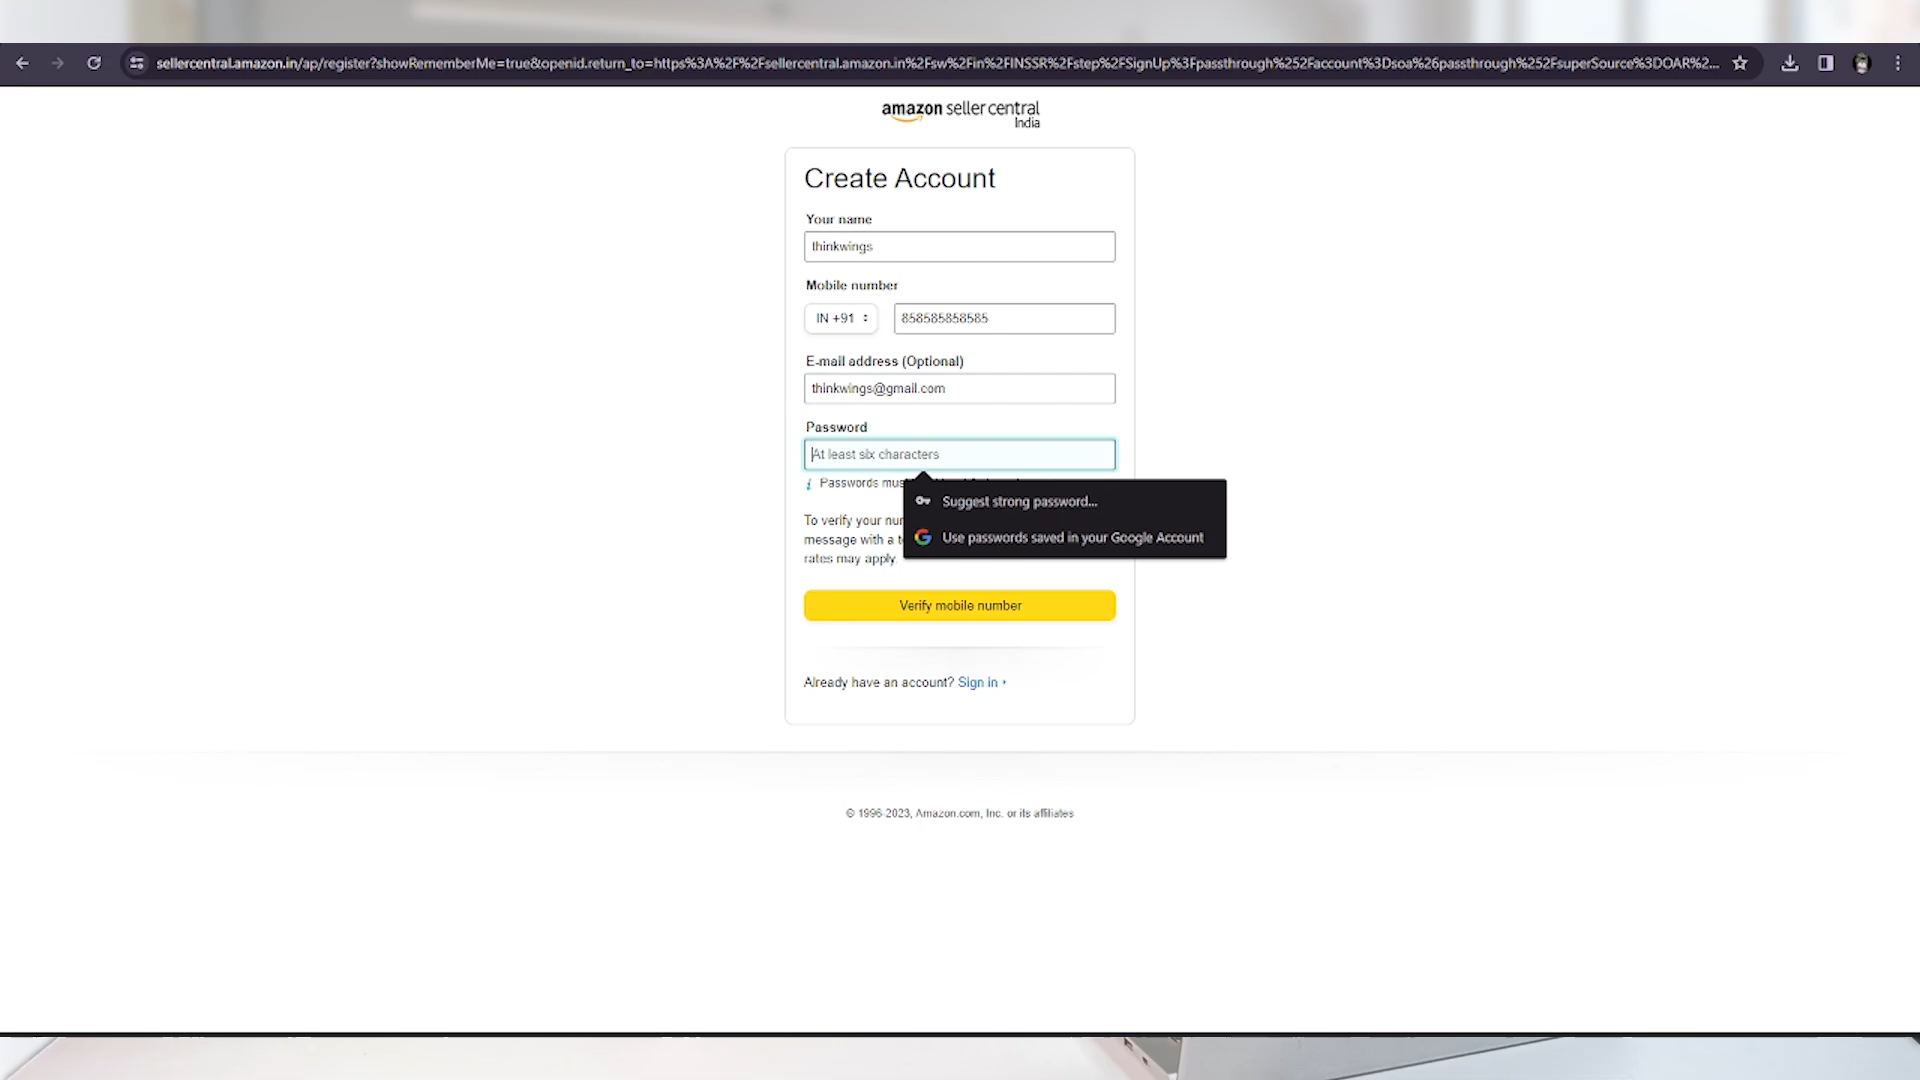 sellercentral.amazon.in/ap/register?showRememberMe=true&openid.return_to=https%3A%2F%2Fsellercentral.amazon.in%2Fsw%2Fin%2FINSSR%2Fstep%2FSignUp%3Fpassthrough%252Faccount%3Dsoa%26passthrough%252FsuperSource%3DOAR%2...
amazon seller central
India
Create Account
Your name
thinkwings
Mobile number
IN +91
858585858585
E-mail address (Optional)
thinkwings@gmail.com
Password
At least six characters
i Passwords mus
Suggest strong password...
Use passwords saved in your Google Account
To verify your nu
message with a t
rates may apply.
Verify mobile number
Already have an account? Sign in
© 1996-2023, Amazon.com, Inc. or its affiliates